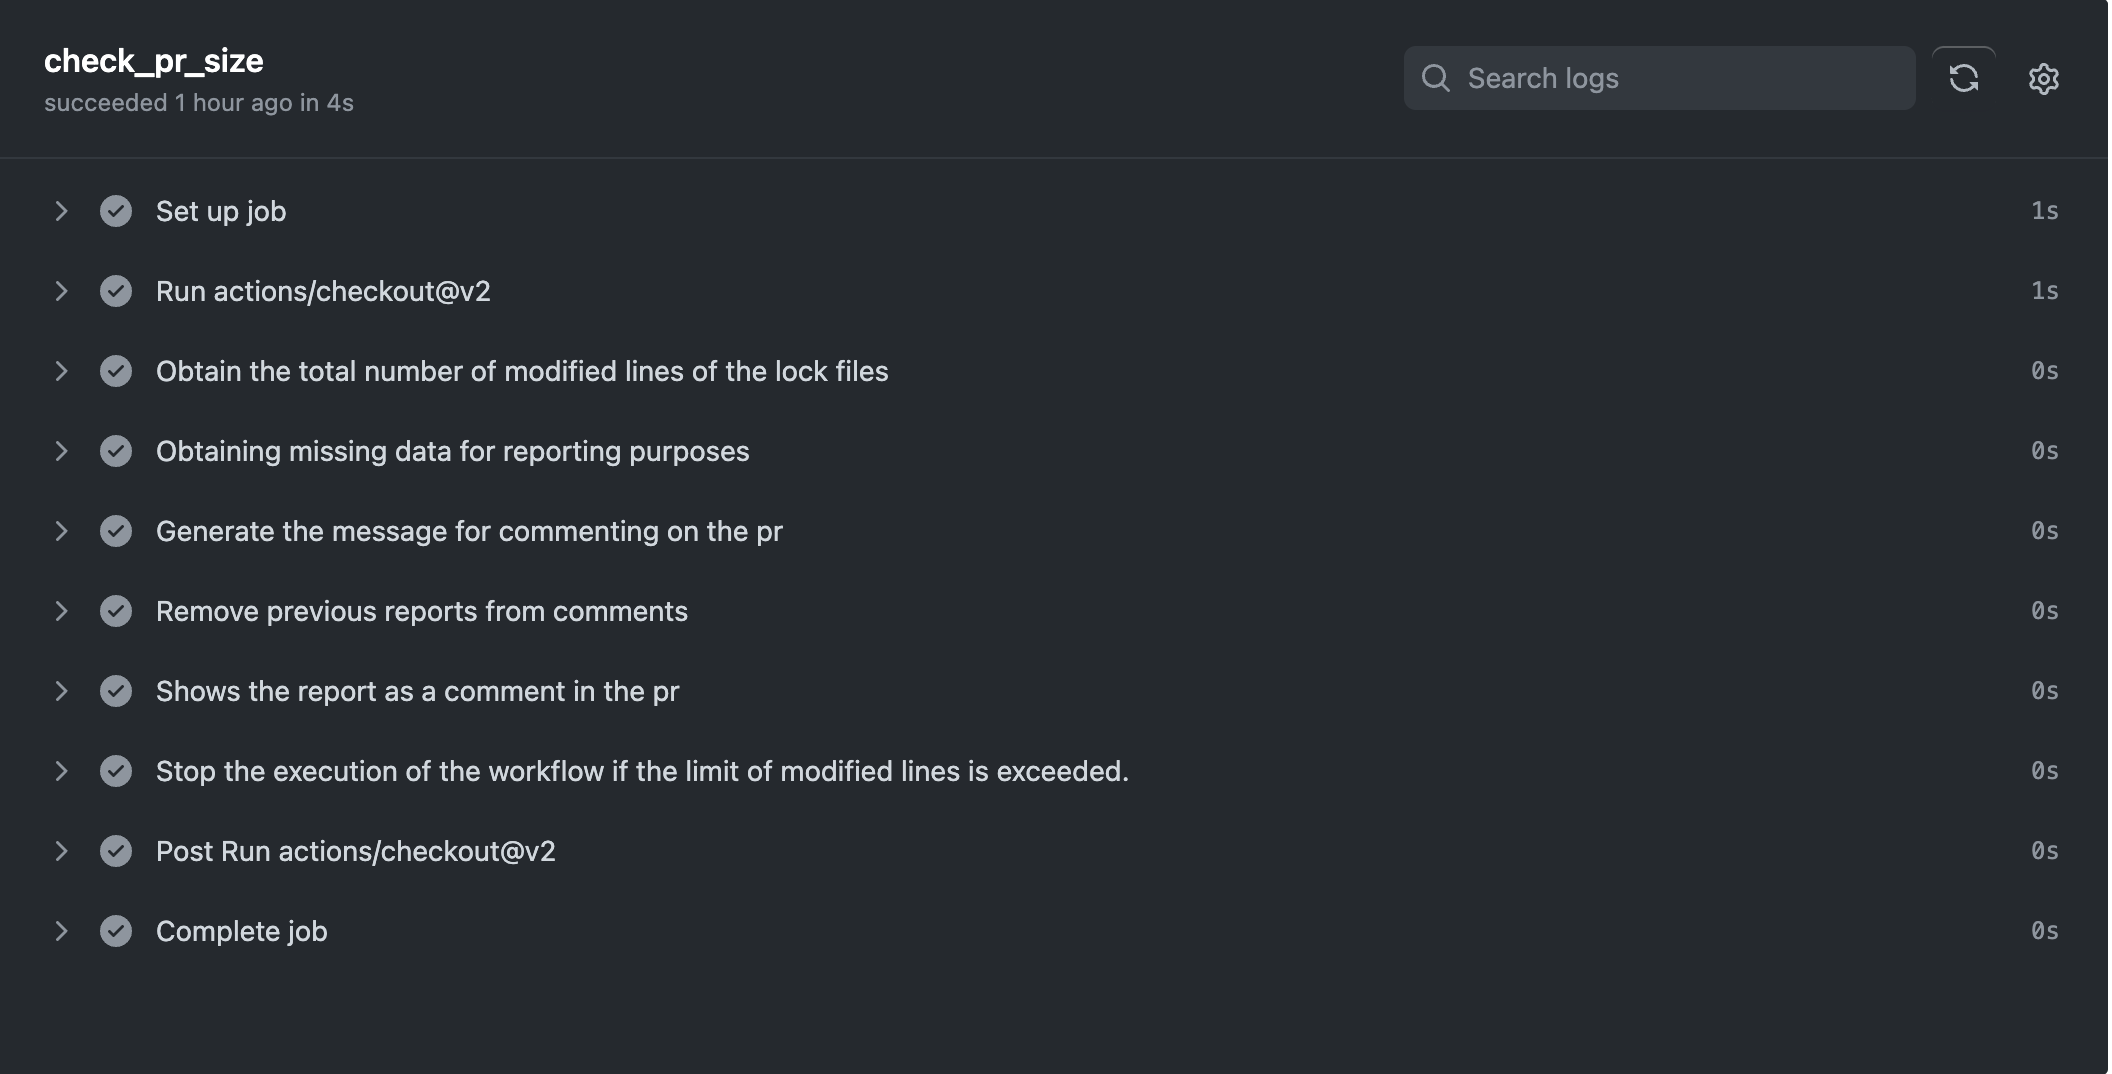 check_pr_size
succeeded 1 hour ago in 4s
Search logs
Set up job 1s
Run actions/checkout@v2 1s
Obtain the total number of modified lines of the lock files 0s
Obtaining missing data for reporting purposes 0s
Generate the message for commenting on the pr 0s
Remove previous reports from comments 0s
Shows the report as a comment in the pr 0s
Stop the execution of the workflow if the limit of modified lines is exceeded. 0s
Post Run actions/checkout@v2 0s
Complete job 0s